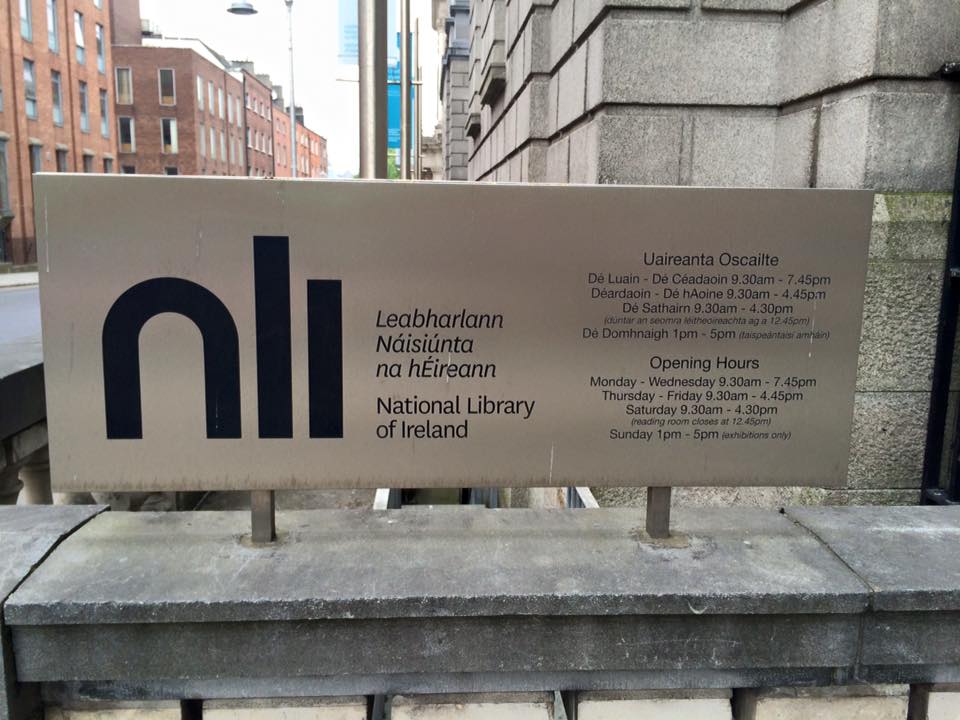 nli
Leabharlann
Náisiúnta
na hÉireann
National Library
of Ireland
Uaireanta Oscailte
Dé Luain - Dé Céadaoin 9.30am - 7.45pm
Déardaoin - Dé hAoine 9.30am - 4.45pm
Dé Sathairn 9.30am - 4.30pm
(dúntar an seomra léitheoireachta ag a 12.45pm)
Dé Domhnaigh 1pm - 5pm (taispeántaisí amháin)
Opening Hours
Monday - Wednesday 9.30am - 7.45pm
Thursday - Friday 9.30am - 4.45pm
Saturday 9.30am - 4.30pm
(reading room closes at 12.45pm)
Sunday 1pm - 5pm (exhibitions only)